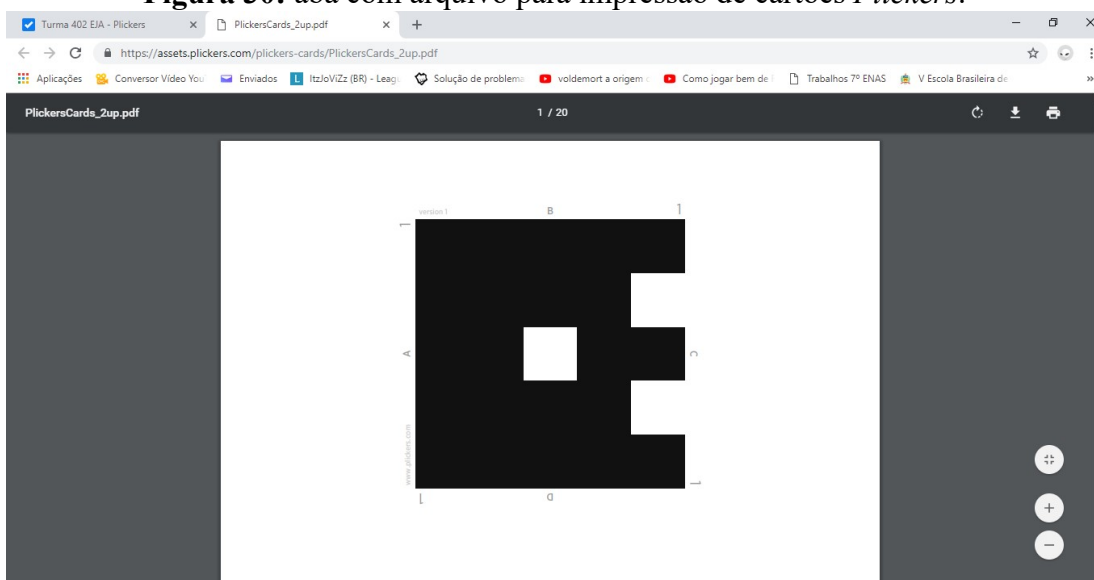 Figura 30: aba com arquivo para impressão de cartões Plickers.
Turma 402 EJA - Plickers
PlickersCards_2up.pdf
https://assets.plickers.com/plickers-cards/PlickersCards_2up.pdf
Aplicações
Conversor Vídeo You
Enviados
ItzJoViZz (BR) - Leag
Solução de problema
voldemort a origem
Como jogar bem de
Trabalhos 7º ENAS
V Escola Brasileira de
PlickersCards_2up.pdf
1 / 20
version 1
B
1
1
A
C
www.plickers.com
1
D
1